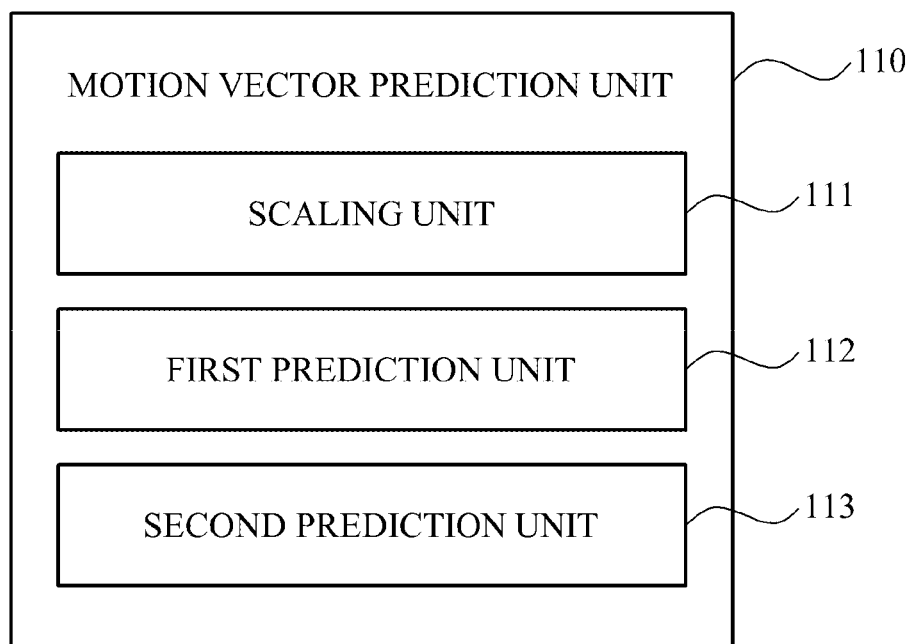 MOTION VECTOR PREDICTION UNIT
110
SCALING UNIT
111
FIRST PREDICTION UNIT
112
SECOND PREDICTION UNIT
113